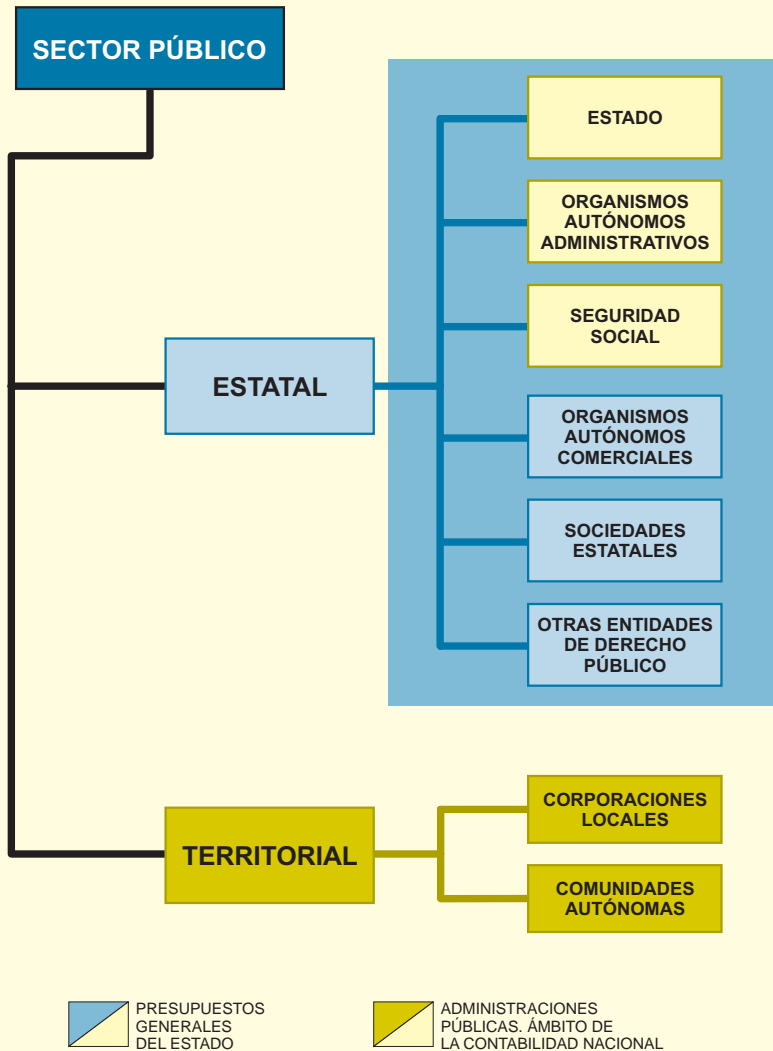 SECTOR PÚBLICO
ESTADO
ORGANISMOS
AUTÓNOMOS
ADMINISTRATIVOS
SEGURIDAD
SOCIAL
ESTATAL
ORGANISMOS
AUTÓNOMOS
COMERCIALES
SOCIEDADES
ESTATALES
OTRAS ENTIDADES
DE DERECHO
PÚBLICO
TERRITORIAL
CORPORACIONES
LOCALES
COMUNIDADES
AUTÓNOMAS
PRESUPUESTOS
GENERALES
DEL ESTADO
ADMINISTRACIONES
PÚBLICAS. ÁMBITO DE
LA CONTABILIDAD NACIONAL